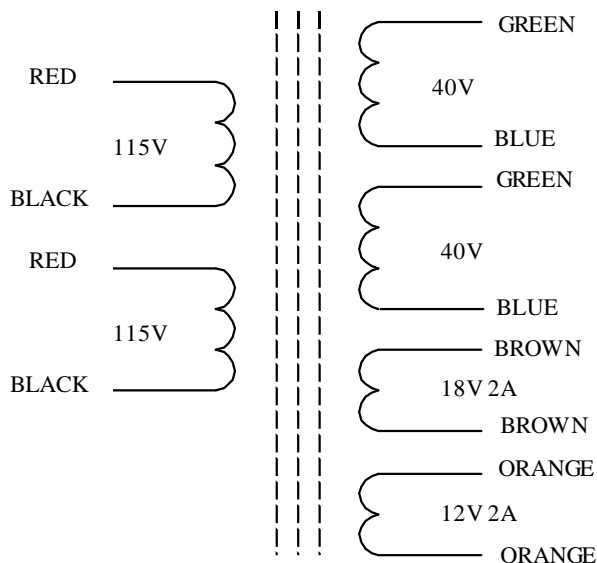 RED
115V
BLACK
RED
115V
BLACK
GREEN
40V
BLUE
GREEN
40V
BLUE
BROWN
18V 2A
BROWN
ORANGE
12V 2A
ORANGE